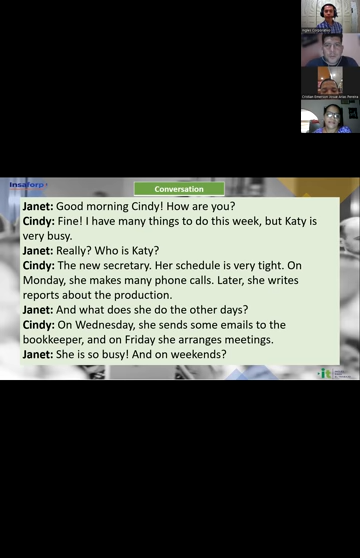 Insaforp
Conversation
Janet: Good morning Cindy! How are you?
Cindy: Fine! I have many things to do this week, but Katy is
very busy.
Janet: Really? Who is Katy?
Cindy: The new secretary. Her schedule is very tight. On
Monday, she makes many phone calls. Later, she writes
reports about the production.
Janet: And what does she do the other days?
Cindy: On Wednesday, she sends some emails to the
bookkeeper, and on Friday she arranges meetings.
Janet: She is so busy! And on weekends?
it